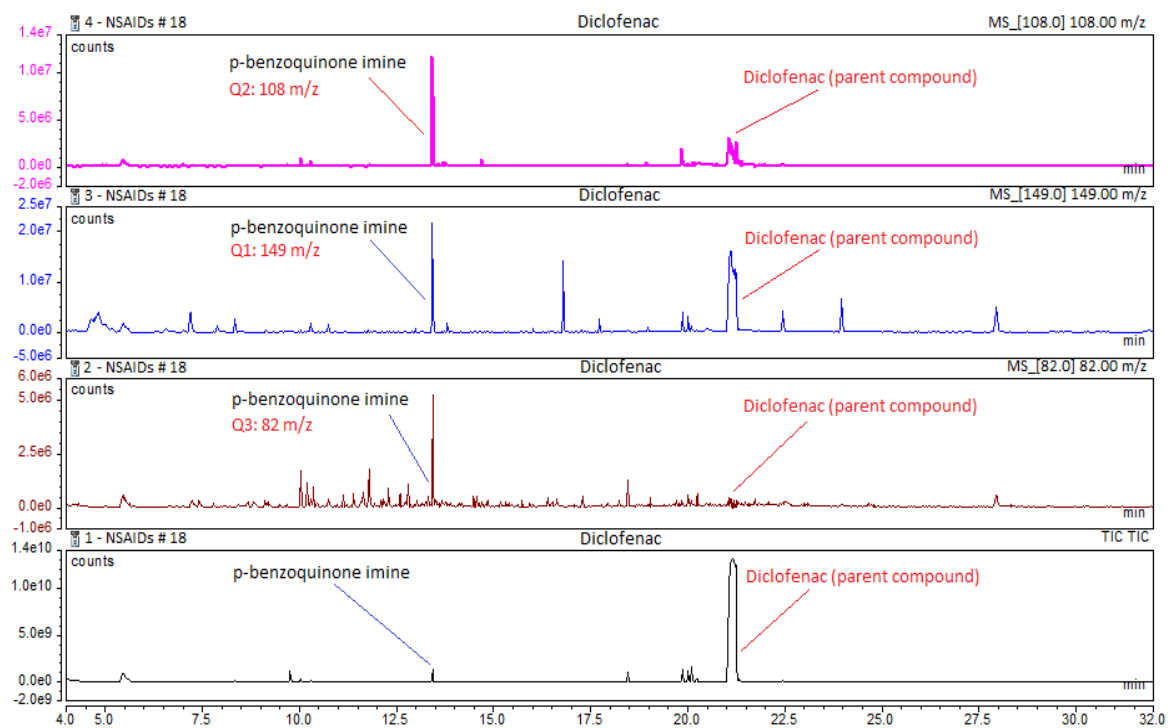 4 - NSAIDs # 18 Diclofenac MS_[108.0] 108.00 m/z
1.4e7
counts
1.0e7
5.0e6
0.0e0
-2.0e6
p-benzoquinone imine
Q2: 108 m/z
Diclofenac (parent compound)
min
3 - NSAIDs # 18 Diclofenac MS_[149.0] 149.00 m/z
2.5e7
counts
2.0e7
1.0e7
0.0e0
-5.0e6
p-benzoquinone imine
Q1: 149 m/z
Diclofenac (parent compound)
min
2 - NSAIDs # 18 Diclofenac MS_[82.0] 82.00 m/z
6.0e6
counts
5.0e6
2.5e6
0.0e0
-1.0e6
p-benzoquinone imine
Q3: 82 m/z
Diclofenac (parent compound)
min
1 - NSAIDs # 18 Diclofenac TIC TIC
1.4e10
counts
1.0e10
5.0e9
0.0e0
-2.0e9
p-benzoquinone imine
Diclofenac (parent compound)
min
4.0 5.0 7.5 10.0 12.5 15.0 17.5 20.0 22.5 25.0 27.5 30.0 32.0